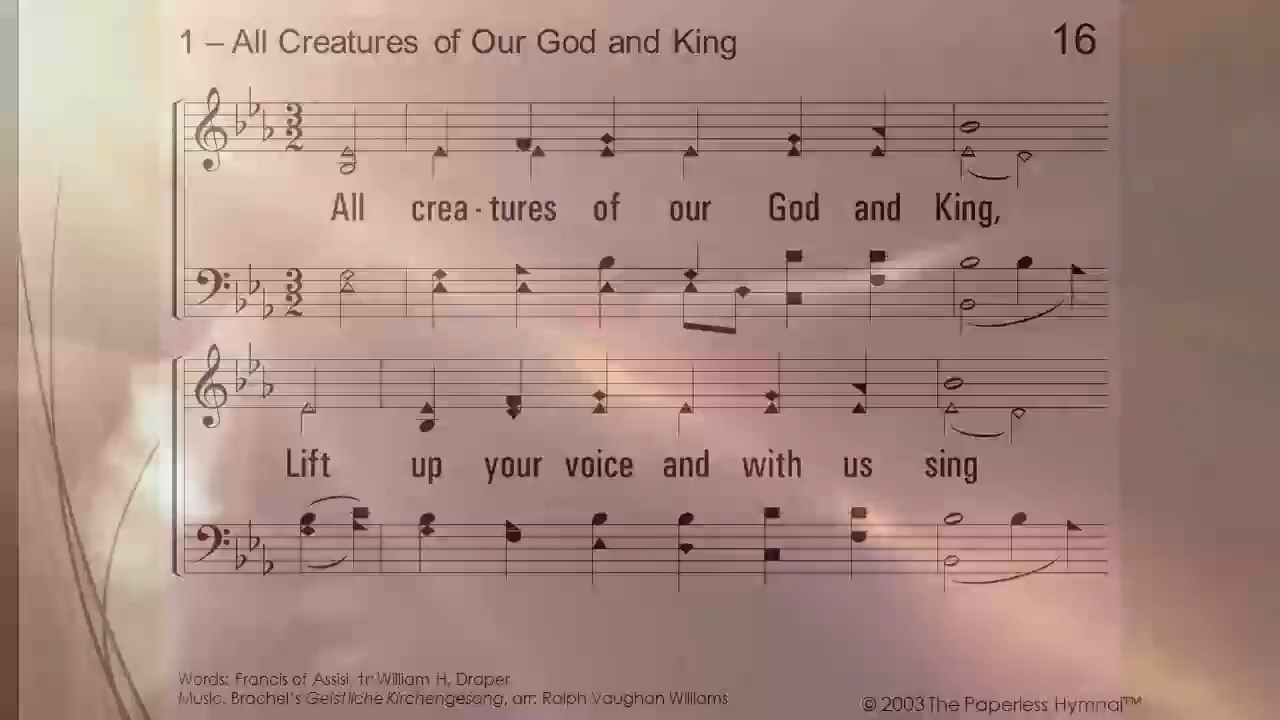 1 – All Creatures of Our God and King 16
All crea - tures of our God and King,
Lift up your voice and with us sing
Words: Francis of Assisi, tr William H. Draper
Music: Brachel's Geistliche Kirchengesang, arr: Ralph Vaughan Williams
© 2003 The Paperless Hymnal™